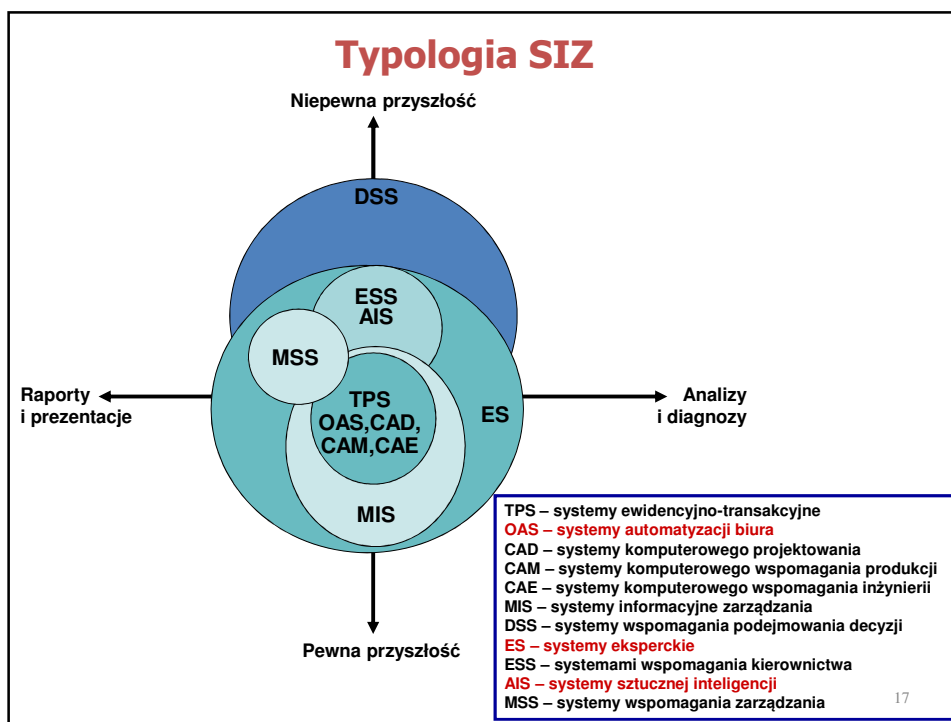 Typologia SIZ
Niepewna przyszłość
DSS
ESS
AIS
MSS
Raporty
i prezentacje
Analizy
i diagnozy
TPS
OAS,CAD,
CAM,CAE
ES
MIS
Pewna przyszłość
TPS – systemy ewidencyjno-transakcyjne
OAS – systemy automatyzacji biura
CAD – systemy komputerowego projektowania
CAM – systemy komputerowego wspomagania produkcji
CAE – systemy komputerowego wspomagania inżynierii
MIS – systemy informacyjne zarządzania
DSS – systemy wspomagania podejmowania decyzji
ES – systemy eksperckie
ESS – systemami wspomagania kierownictwa
AIS – systemy sztucznej inteligencji
MSS – systemy wspomagania zarządzania
17